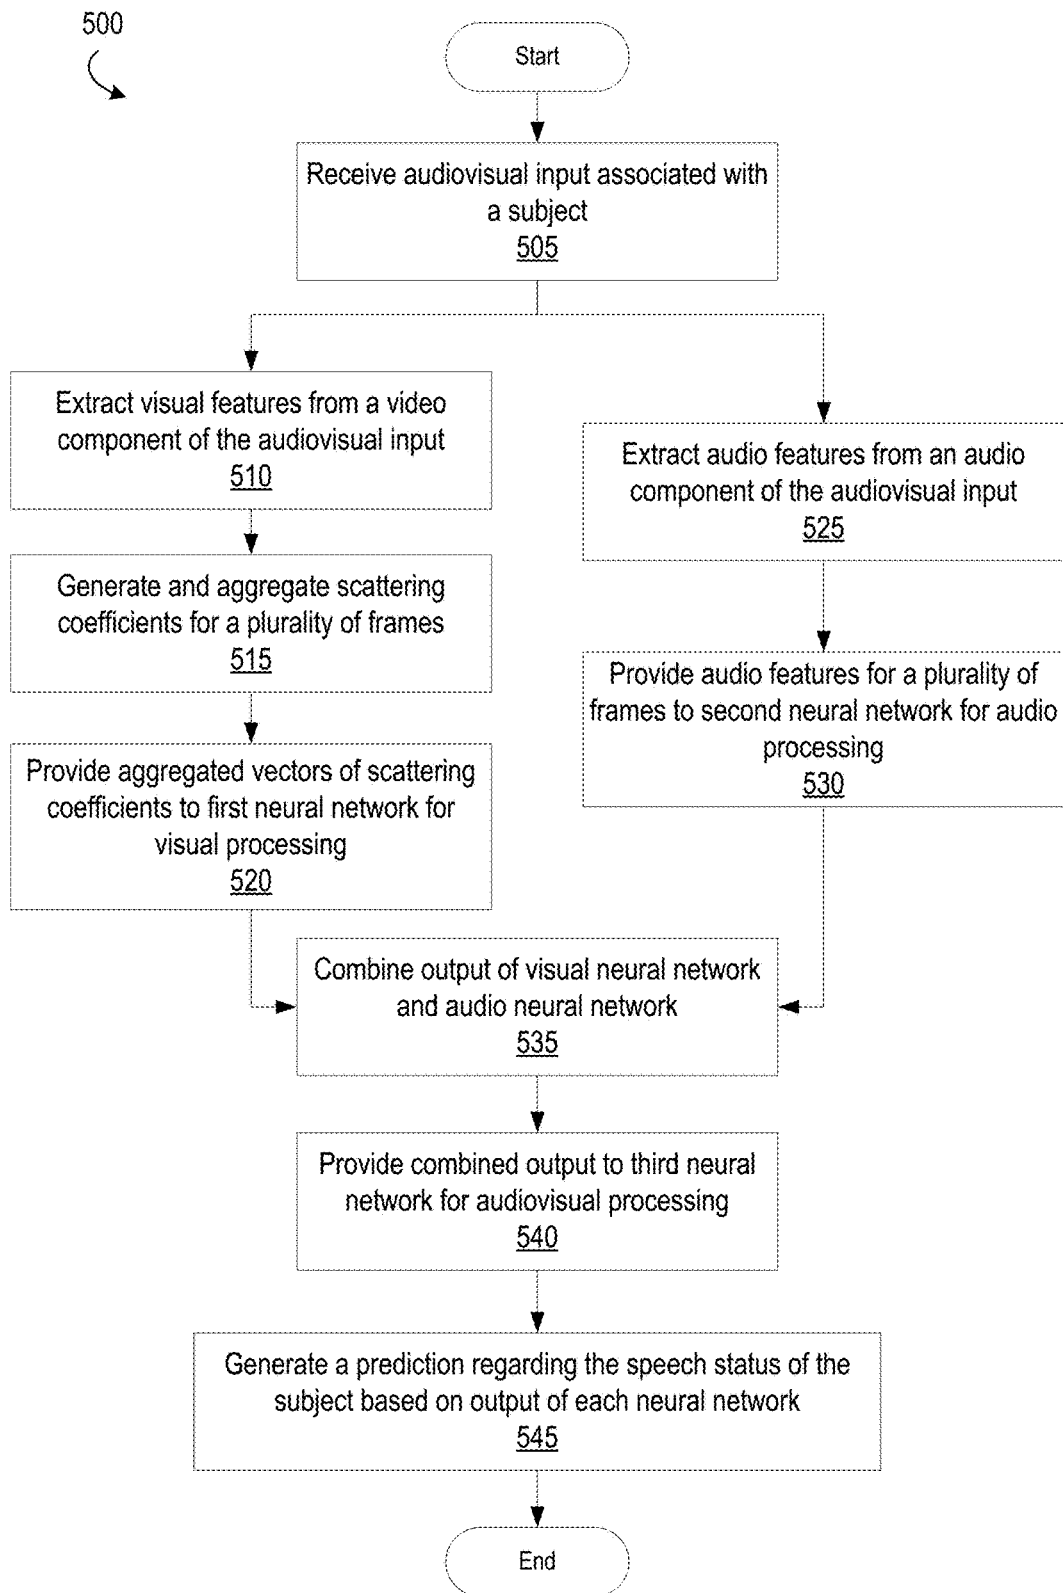 500
Start
Receive audiovisual input associated with
a subject
505
Extract visual features from a video
component of the audiovisual input
510
Generate and aggregate scattering
coefficients for a plurality of frames
515
Provide aggregated vectors of scattering
coefficients to first neural network for
visual processing
520
Extract audio features from an audio
component of the audiovisual input
525
Provide audio features for a plurality of
frames to second neural network for audio
processing
530
Combine output of visual neural network
and audio neural network
535
Provide combined output to third neural
network for audiovisual processing
540
Generate a prediction regarding the speech status of the
subject based on output of each neural network
545
End